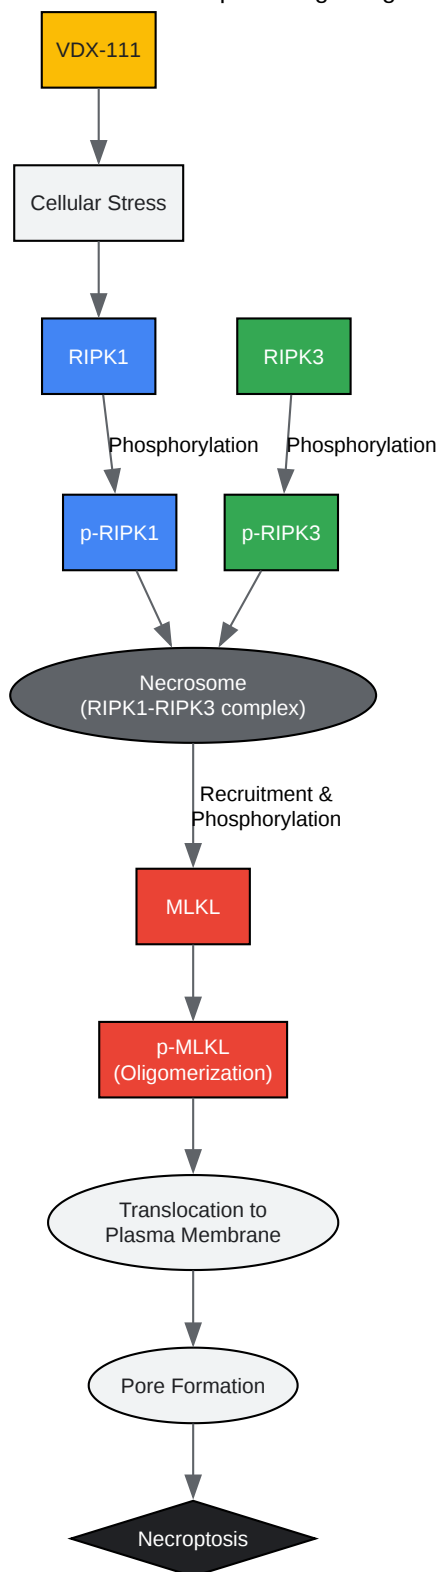 VDX-111
Cellular Stress
RIPK1
RIPK3
Phosphorylation
Phosphorylation
p-RIPK1
p-RIPK3
Necrosome
(RIPK1-RIPK3 complex)
Recruitment &
Phosphorylation
MLKL
p-MLKL
(Oligomerization)
Translocation to
Plasma Membrane
Pore Formation
Necroptosis